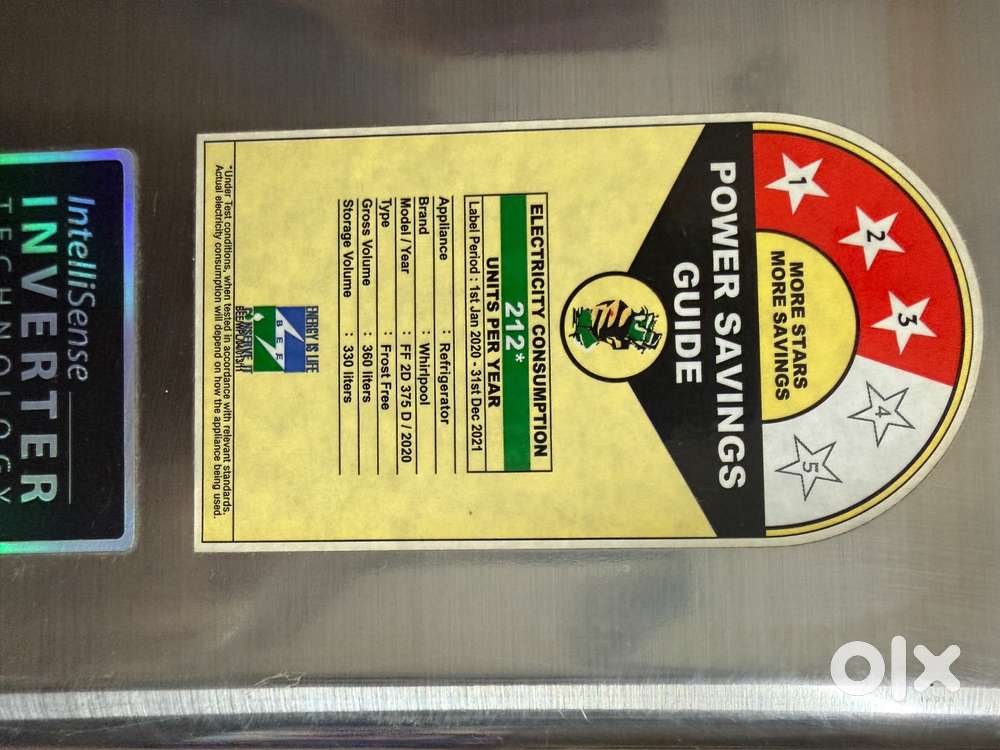 1
2
3
4
5
MORE STARS
MORE SAVINGS
POWER SAVINGS
GUIDE
ELECTRICITY CONSUMPTION
212*
UNITS PER YEAR
Label Period : 1st Jan 2020 - 31st Dec 2021
Appliance : Refrigerator
Brand : Whirlpool
Model / Year : FF 2D 375 D / 2020
Type : Frost Free
Gross Volume : 360 liters
Storage Volume : 330 liters
ENERGY IS LIFE
BEE
CONSERVE IT
*Under Test conditions, when tested in accordance with relevant standards.
Actual electricity consumption will depend on how the appliance being used.
IntelliSense
INVERTER
TECHNOLOGY
olx